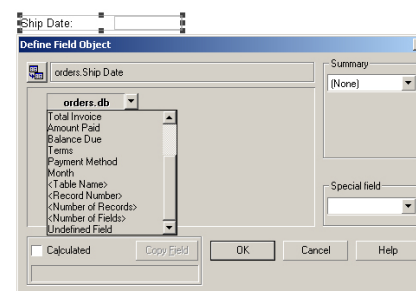 Ship Date:
Define Field Object
orders.Ship Date
Summary
(None)
orders.db
Total Invoice
Amount Paid
Balance Due
Terms
Payment Method
Month
<Table Name>
<Record Number>
<Number of Records>
<Number of Fields>
Undefined Field
Special field
Calculated
Copy Field
OK
Cancel
Help